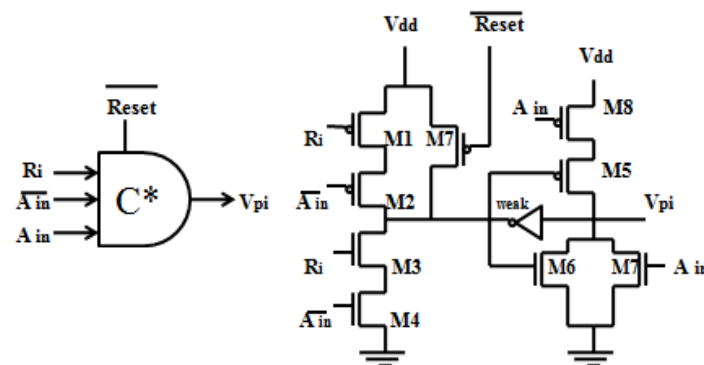 Reset
Ri
A in
A in
C*
Vpi
Vdd
Reset
Vdd
A in
M8
Ri
M1
M7
M5
A in
M2
weak
Vpi
Ri
M3
M6
M7
A in
A in
M4